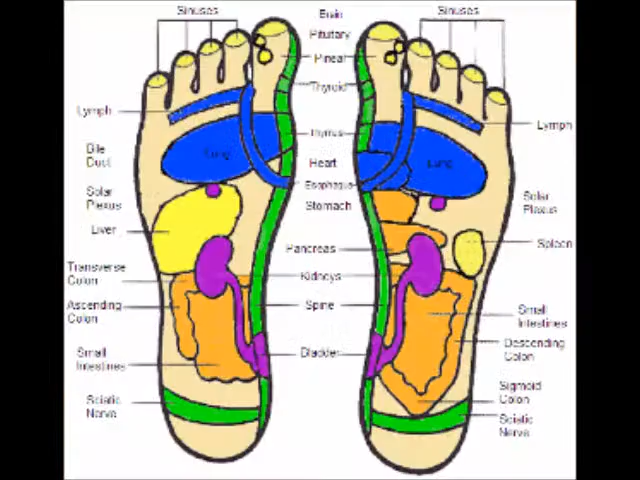 Sinuses
Brain
Sinuses
Pituitary
Pineal
Thyroid
Lymph
Thymus
Lymph
Bile
Duct
Lung
Heart
Lung
Esophagus
Solar
Plexus
Stomach
Solar
Plexus
Liver
Pancreas
Spleen
Transverse
Colon
Kidneys
Ascending
Colon
Spine
Small
Intestines
Small
Intestines
Bladder
Descending
Colon
Sciatic
Nerve
Sigmoid
Colon
Sciatic
Nerve